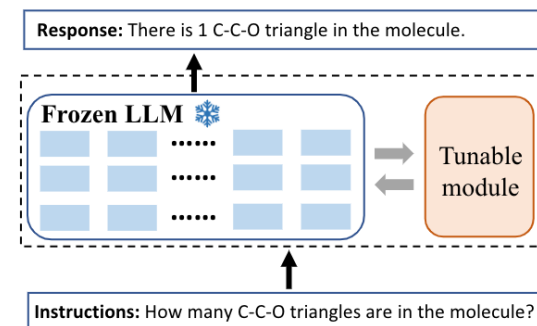 Response: There is 1 C-C-O triangle in the molecule.
Frozen LLM
......
......
......
Tunable
module
Instructions: How many C-C-O triangles are in the molecule?